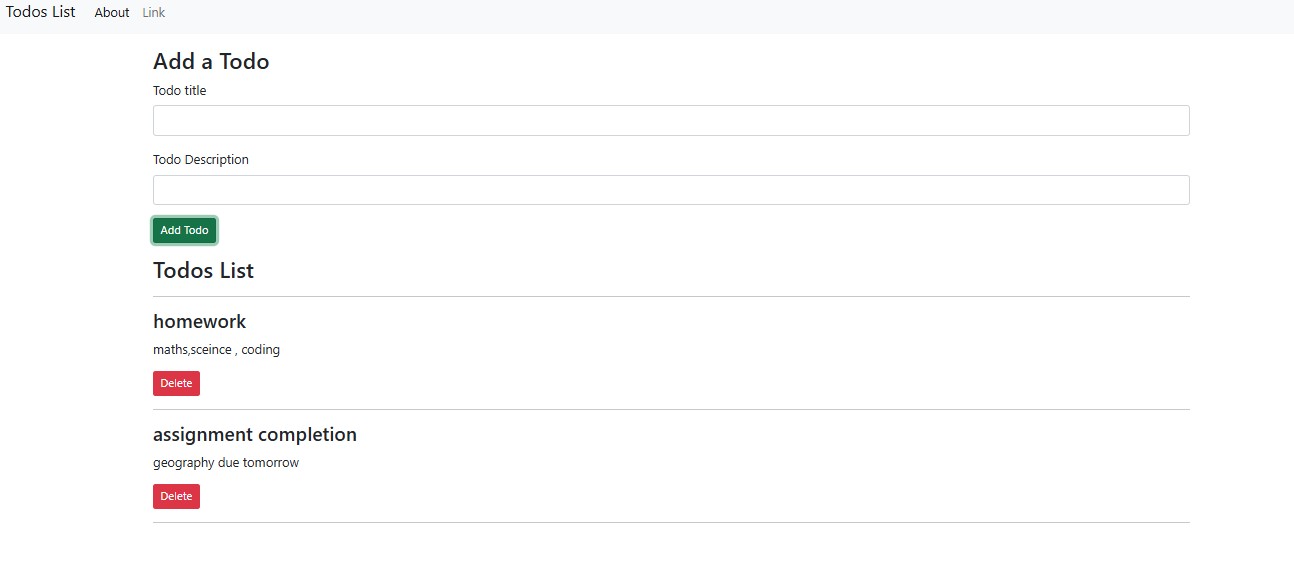 Todos List About Link
Add a Todo
Todo title
Todo Description
Add Todo
Todos List
homework
maths,sceince , coding
Delete
assignment completion
geography due tomorrow
Delete